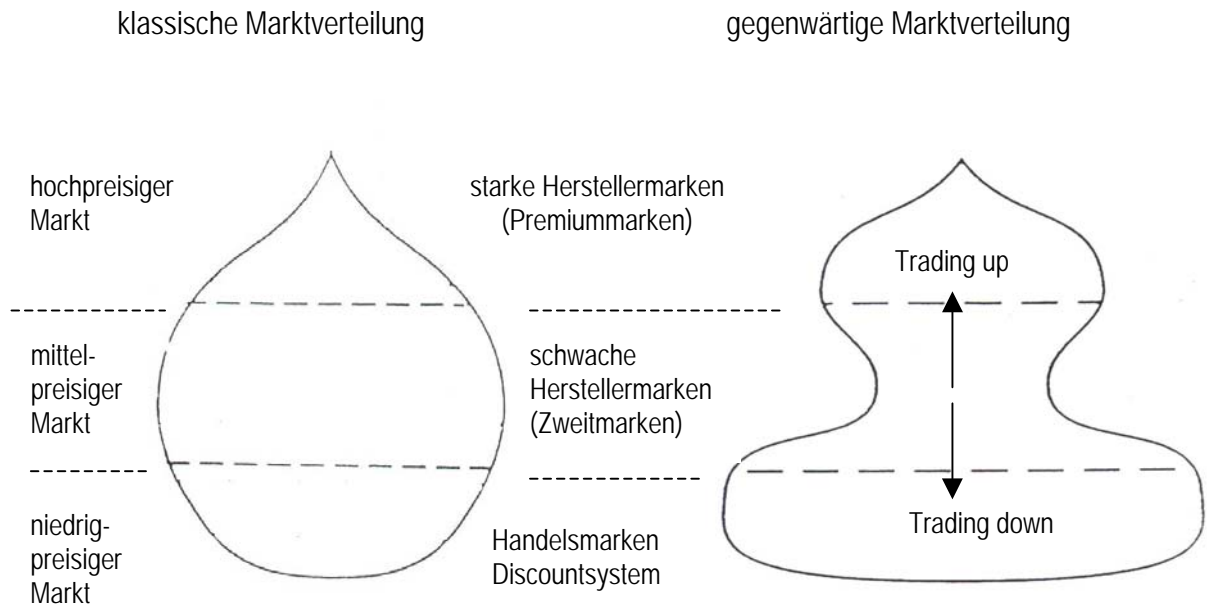 klassische Marktverteilung
gegenwärtige Marktverteilung
hochpreisiger
Markt
starke Herstellermarken
(Premiummarken)
Trading up
mittel-
preisiger
Markt
schwache
Herstellermarken
(Zweitmarken)
niedrig-
preisiger
Markt
Handelsmarken
Discountsystem
Trading down